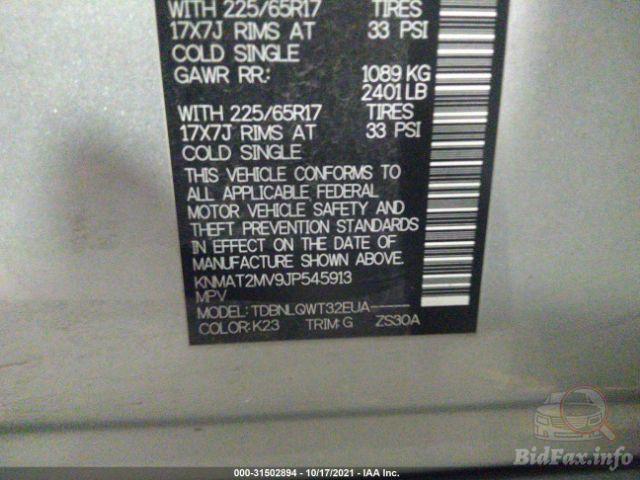 WITH 225/65R17 TIRES
17X7J RIMS AT 33 PSI
COLD SINGLE
GAWR RR: 1089 KG
2401 LB
WITH 225/65R17 TIRES
17X7J RIMS AT 33 PSI
COLD SINGLE
THIS VEHICLE CONFORMS TO
ALL APPLICABLE FEDERAL
MOTOR VEHICLE SAFETY AND
THEFT PREVENTION STANDARDS
IN EFFECT ON THE DATE OF
MANUFACTURE SHOWN ABOVE.
KNMAT2MV9JP545913
MPV
MODEL: TDBNLQWT32EUA-----
COLOR:K23 TRIM:G ZS30A
000-31502894 - 10/17/2021 - IAA Inc.
BidFax.info